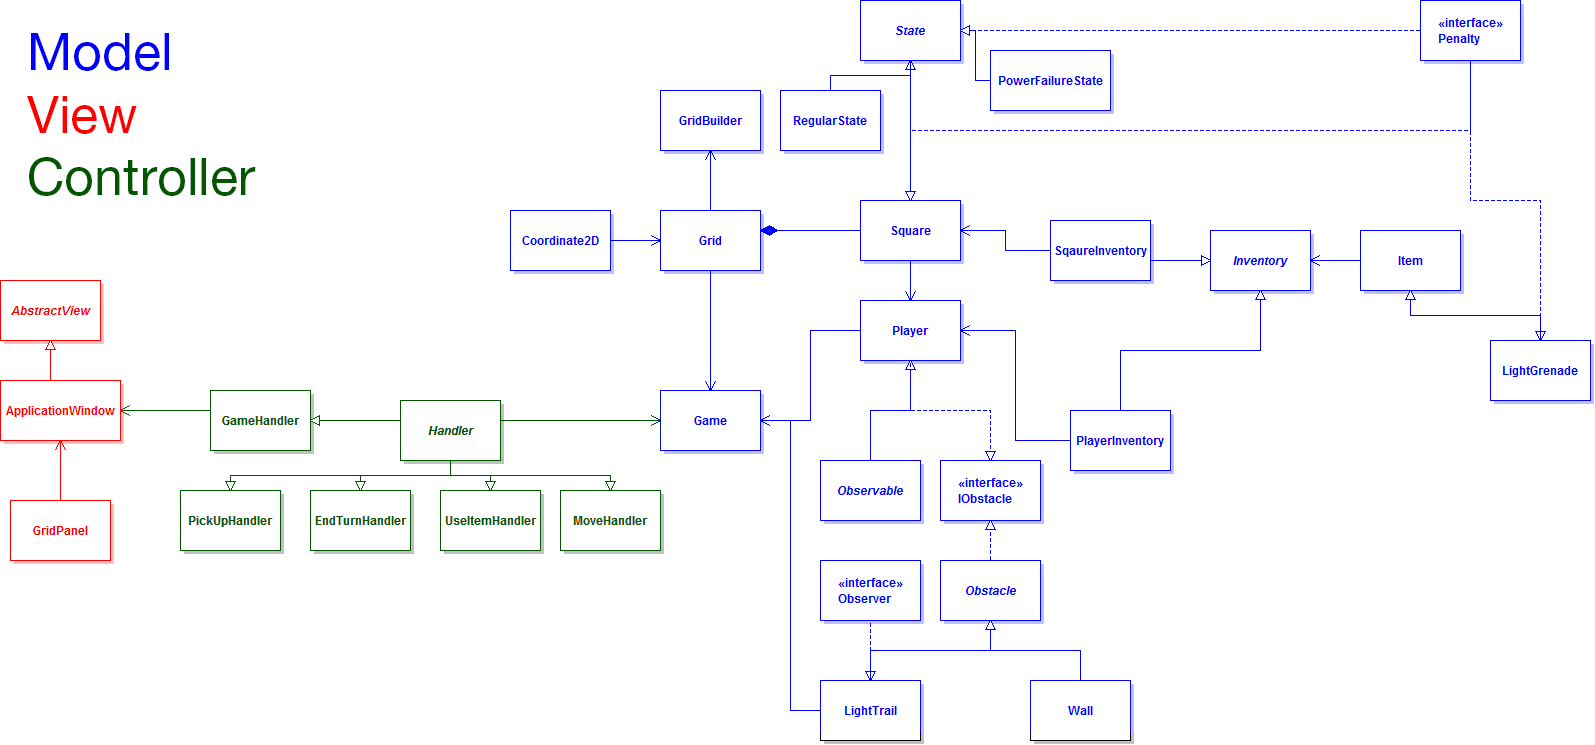 Model
View
Controller
State
«interface»
Penalty
PowerFailureState
GridBuilder
RegularState
Coordinate2D
Grid
Square
SqaureInventory
Inventory
Item
AbstractView
Player
LightGrenade
ApplicationWindow
GameHandler
Handler
Game
PlayerInventory
Observable
«interface»
IObstacle
GridPanel
PickUpHandler
EndTurnHandler
UseItemHandler
MoveHandler
«interface»
Observer
Obstacle
LightTrail
Wall